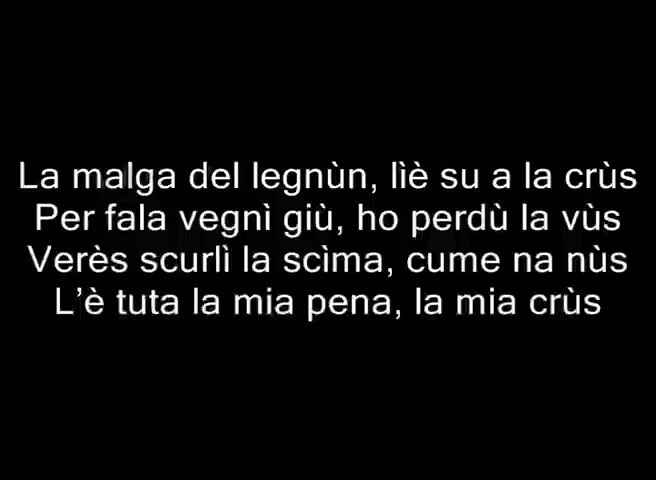 La malga del legnùn, lìè su a la crùs
Per fala vegnì giù, ho perdù la vùs
Verès scurlì la scìma, cume na nùs
L’è tuta la mia pena, la mia crùs